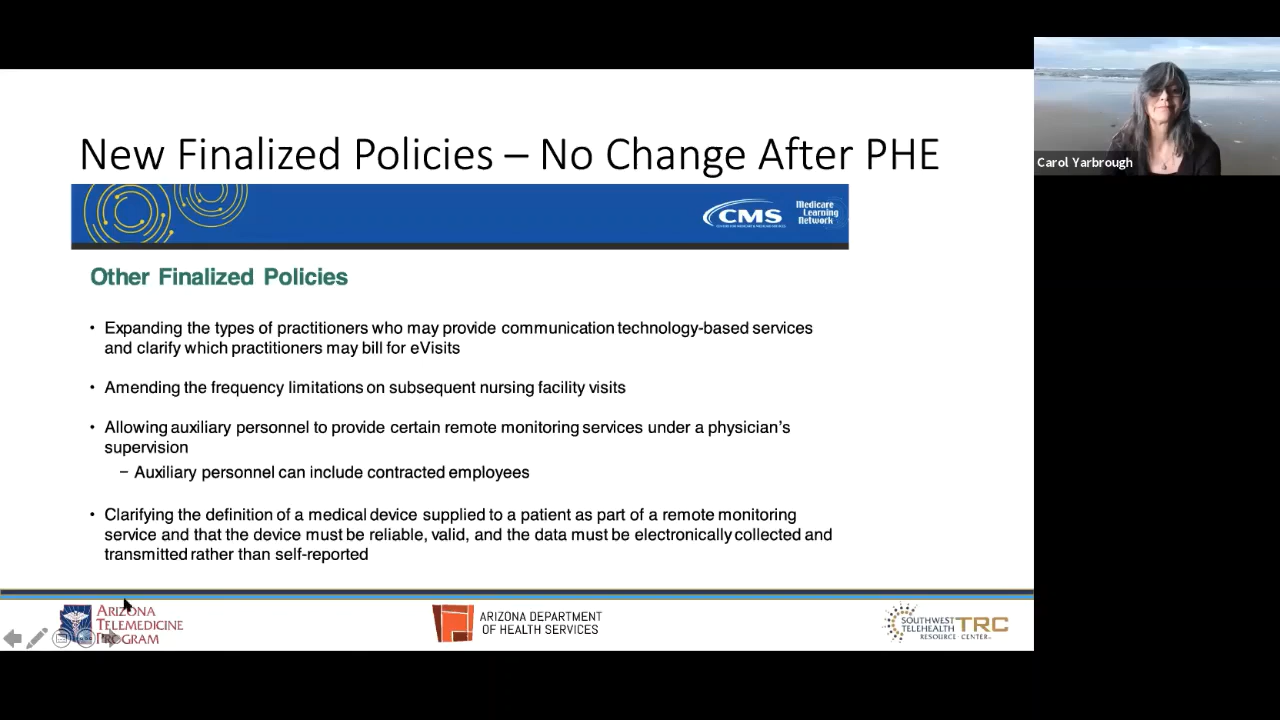 New Finalized Policies – No Change After PHE
Carol Yarbrough
CMS
Medicare
Learning
Network
Other Finalized Policies
• Expanding the types of practitioners who may provide communication technology-based services
and clarify which practitioners may bill for eVisits
• Amending the frequency limitations on subsequent nursing facility visits
• Allowing auxiliary personnel to provide certain remote monitoring services under a physician's
supervision
– Auxiliary personnel can include contracted employees
• Clarifying the definition of a medical device supplied to a patient as part of a remote monitoring
service and that the device must be reliable, valid, and the data must be electronically collected and
transmitted rather than self-reported
ARIZONA
TELEMEDICINE
PROGRAM
ARIZONA DEPARTMENT
OF HEALTH SERVICES
SOUTHWEST
TELEHEALTH
RESOURCE CENTER
TRC